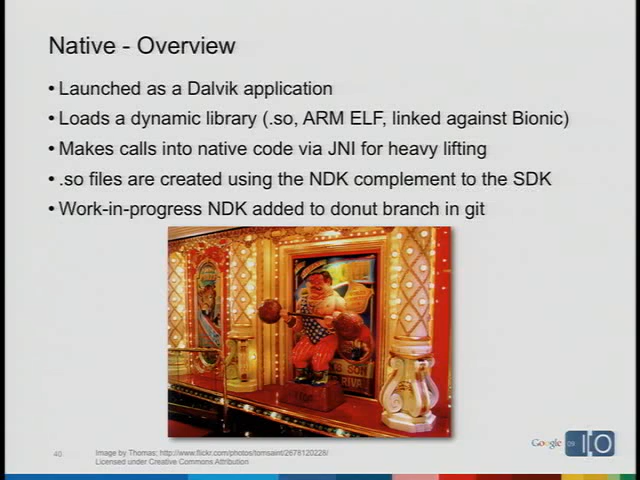 Native - Overview
• Launched as a Dalvik application
• Loads a dynamic library (.so, ARM ELF, linked against Bionic)
• Makes calls into native code via JNI for heavy lifting
• .so files are created using the NDK complement to the SDK
• Work-in-progress NDK added to donut branch in git
40
Image by Thomas; http://www.flickr.com/photos/tomsaint/2678120228/
Licensed under Creative Commons Attribution
Google 09 I/O